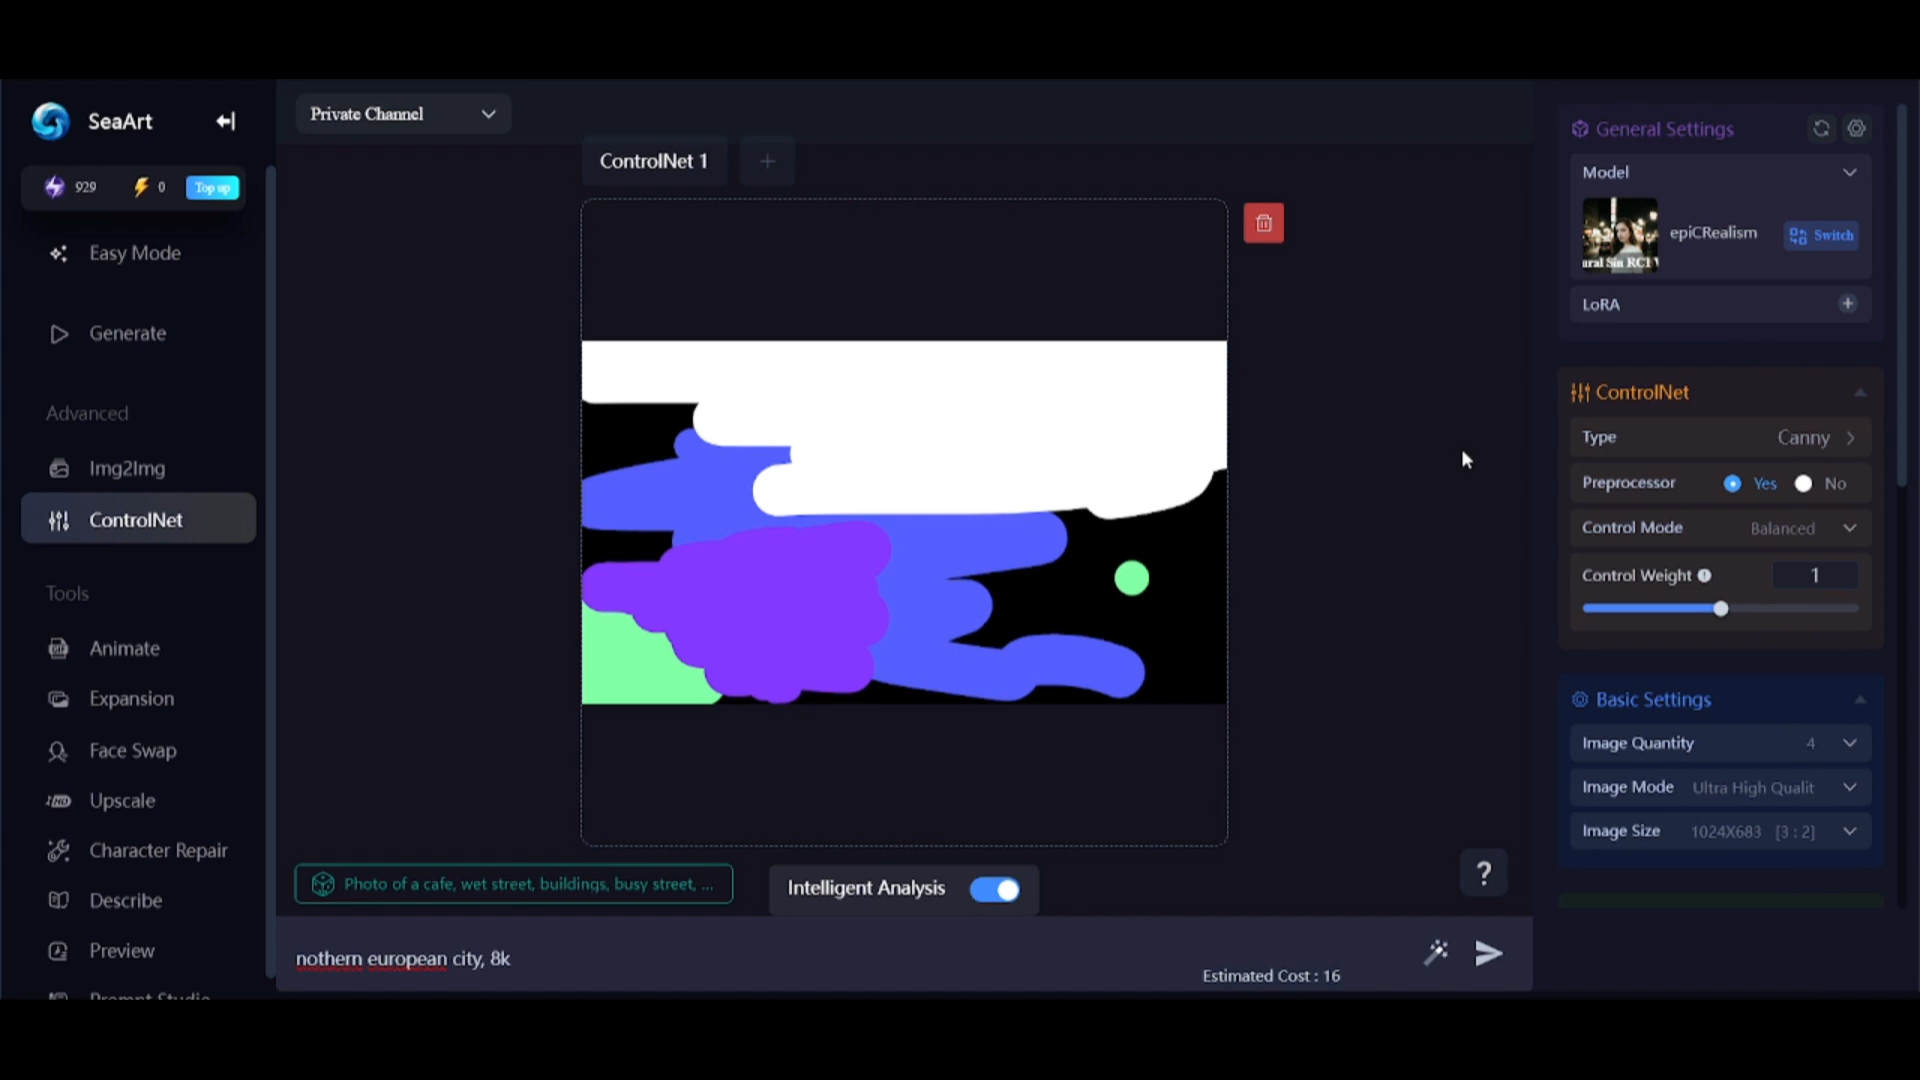 SeaArt
929
0
Top up
Easy Mode
Generate
Advanced
Img2Img
ControlNet
Tools
Animate
Expansion
Face Swap
Upscale
Character Repair
Describe
Preview
Prompt Studio
Private Channel
ControlNet 1
+
Photo of a cafe, wet street, buildings, busy street, ...
Intelligent Analysis
?
nothern european city, 8k
Estimated Cost : 16
General Settings
Model
epiCRealism
Switch
LoRA
ControlNet
Type Canny
Preprocessor Yes No
Control Mode Balanced
Control Weight 1
Basic Settings
Image Quantity 4
Image Mode Ultra High Qualit
Image Size 1024X683 [3 : 2]